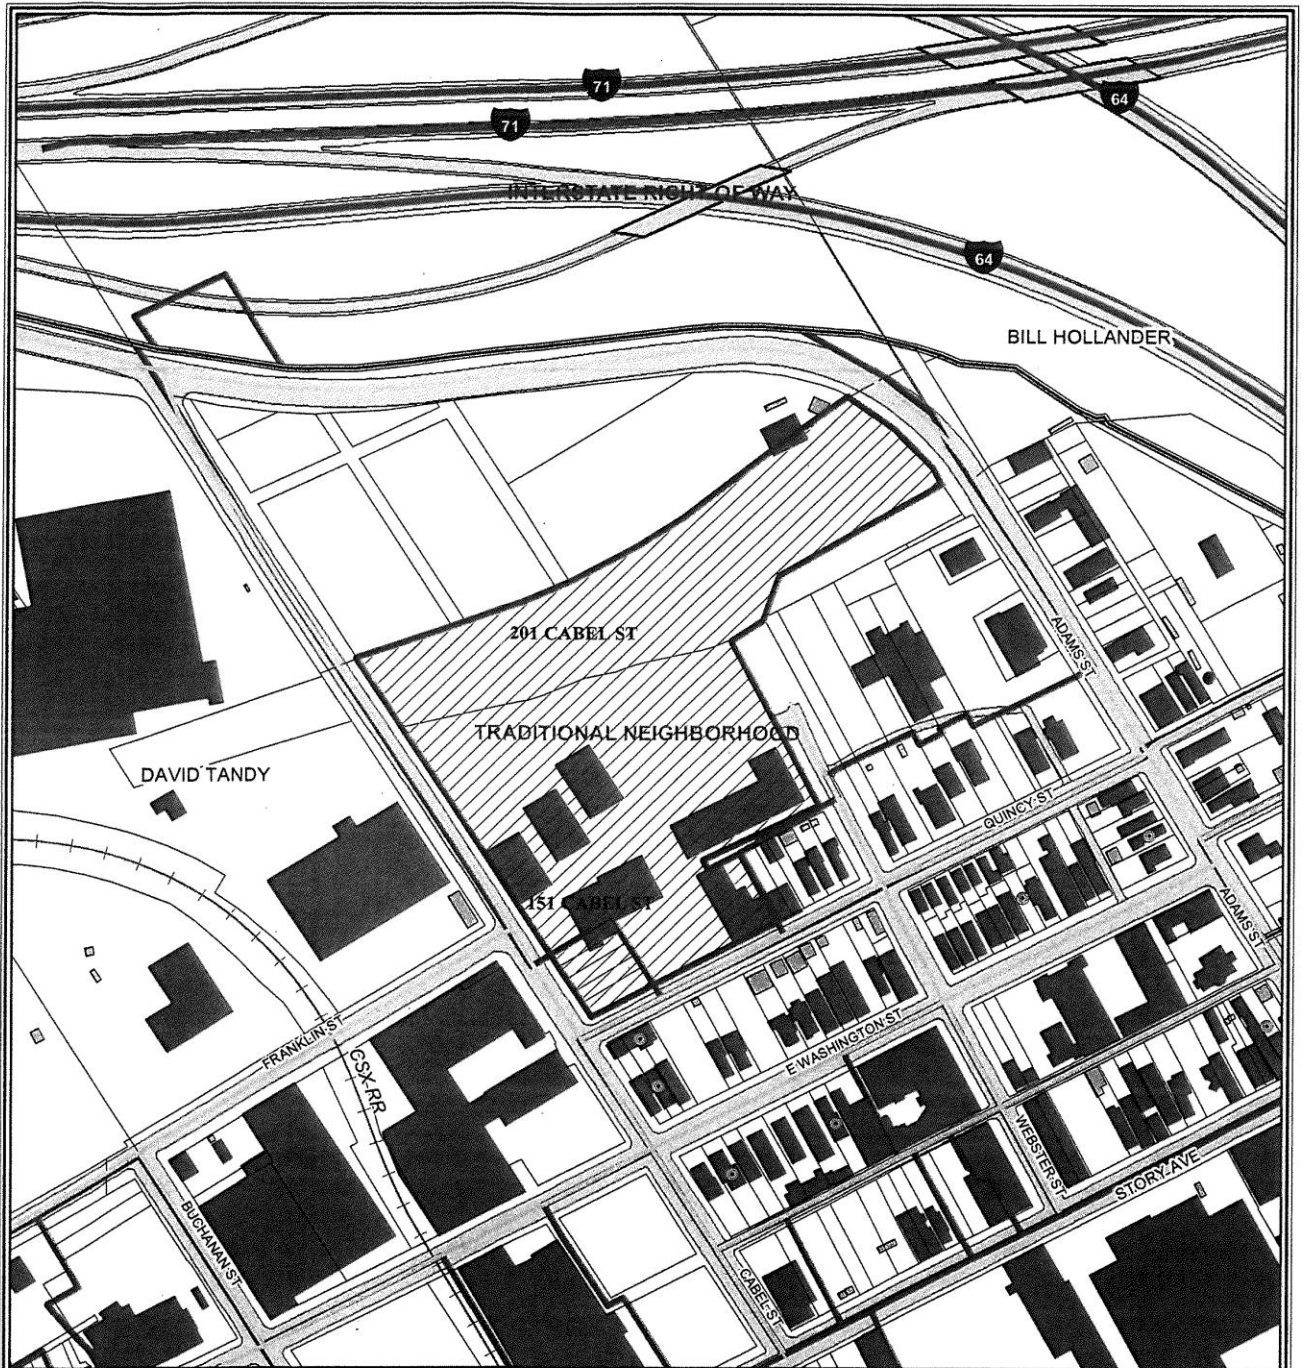 71
71
64
INTERSTATE RIGHT OF WAY
64
BILL HOLLANDER
201 CABEL ST
ADAMS ST
TRADITIONAL NEIGHBORHOOD
DAVID TANDY
QUINCY ST
151 CABEL ST
ADAMS S
FRANKLIN ST
CSX RR
E WASHINGTON ST
WEBSTER ST
STORY AVE
BUCHANAN ST
CABEL ST